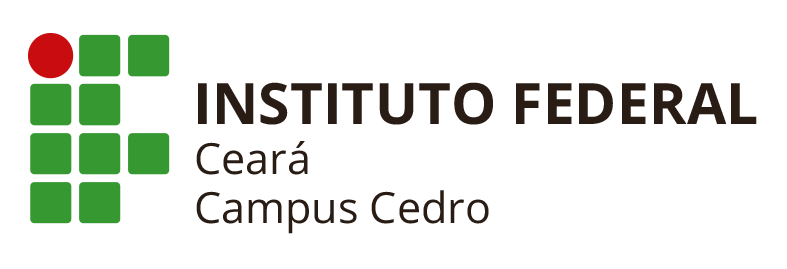 INSTITUTO FEDERAL
Ceará
Campus Cedro